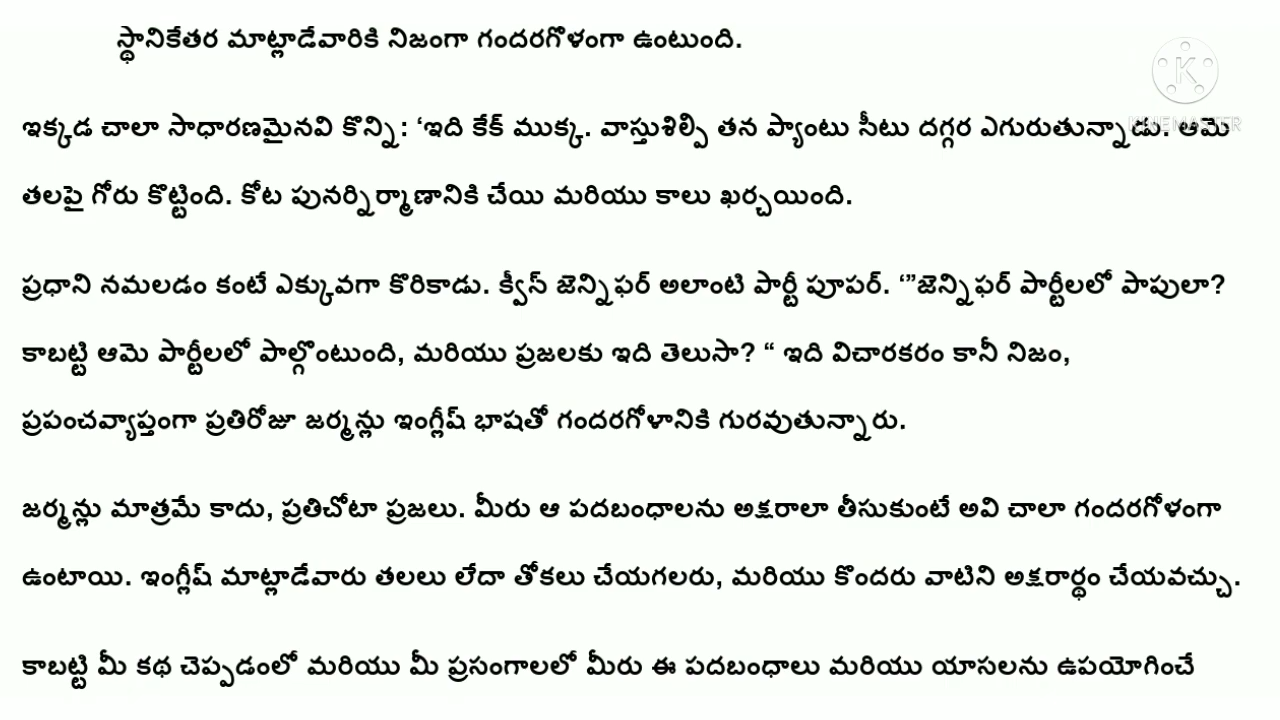 స్థానికేతర మాట్లాడేవారికి నిజంగా గందరగొళంగా ఉంటుంది.
ఇక్కడ చాలా సాధారణమైనవి కొన్ని: ‘ఇది కేక్ ముక్క. వాస్తుశిల్పి తన ప్యాంటు సీటు దగ్గర ఎగురుతున్నాడు. ఆమె
తలపై గోరు కొట్టింది. కోట పునర్నిర్మాణానికి చేయి మరియు కాలు ఖర్చయింది.
ప్రధాని నమలడం కంటే ఎక్కువగా కొరికాడు. క్వీస్ జెన్నిఫర్ అలాంటి పార్టీ పూపర్. ‘”జెన్నిఫర్ పార్టీలలో పాపులా?
కాబట్టి ఆమె పార్టీలలో పాల్గొంటుంది, మరియు ప్రజలకు ఇది తెలుసా? “ ఇది విచారకరం కానీ నిజం,
ప్రపంచవ్యాప్తంగా ప్రతిరోజూ జర్మన్లు ఇంగ్లీష్ భాషతో గందరగోళానికి గురవుతున్నారు.
జర్మన్లు మాత్రమే కాదు, ప్రతిచోటా ప్రజలు. మీరు ఆ పదబంధాలను అక్షరాలా తీసుకుంటే అవి చాలా గందరగోళంగా
ఉంటాయి. ఇంగ్లీష్ మాట్లాడేవారు తలలు లేదా తోకలు చేయగలరు, మరియు కొందరు వాటిని అక్షరార్థం చేయవచ్చు.
కాబట్టి మీ కథ చెప్పడంలో మరియు మీ ప్రసంగాలలో మీరు ఈ పదబంధాలు మరియు యాసలను ఉపయోగించే
K
KINEMASTER